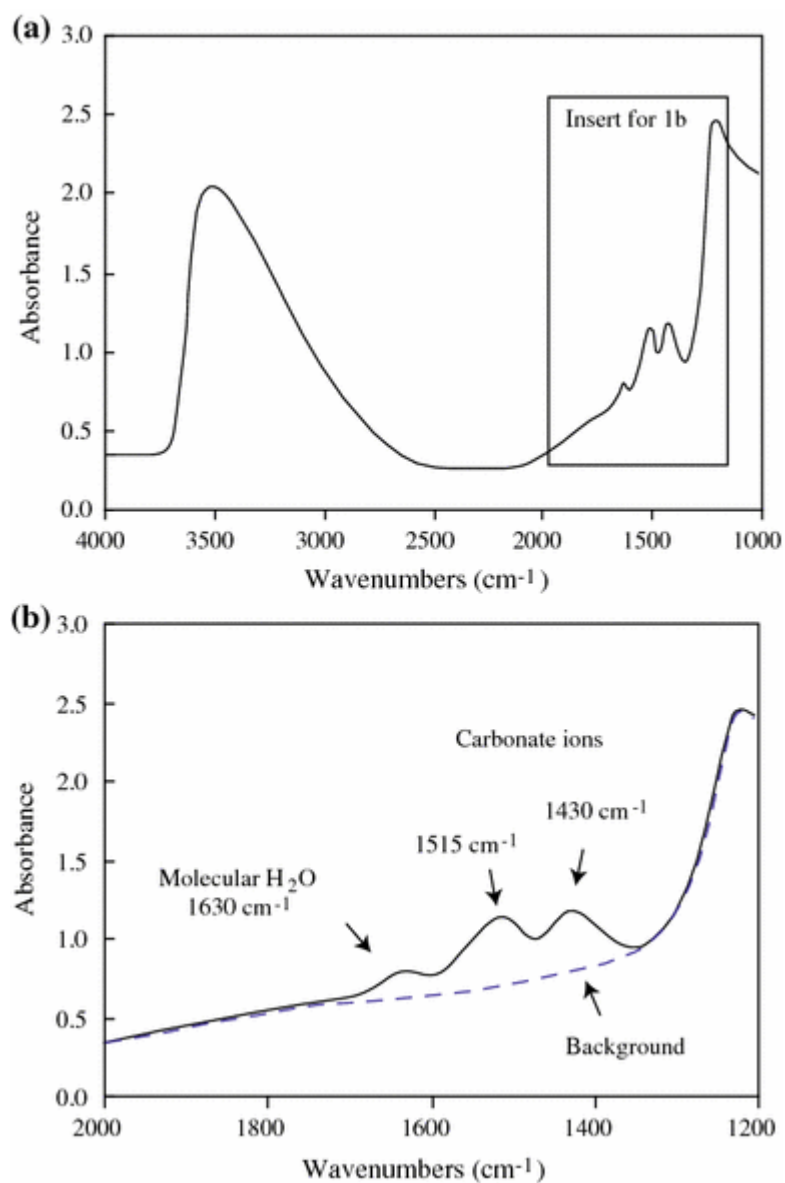 (a)
3.0
Insert for 1b
2.5
2.0
1.5
1.0
0.5
0.0
Absorbance
4000 3500 3000 2500 2000 1500 1000
Wavenumbers (cm-1 )
(b)
3.0
2.5
Carbonate ions
2.0
1430 cm-1
1515 cm-1
1.5
Molecular H2O
1630 cm-1
1.0
Background
0.5
0.0
Absorbance
2000 1800 1600 1400 1200
Wavenumbers (cm-1 )